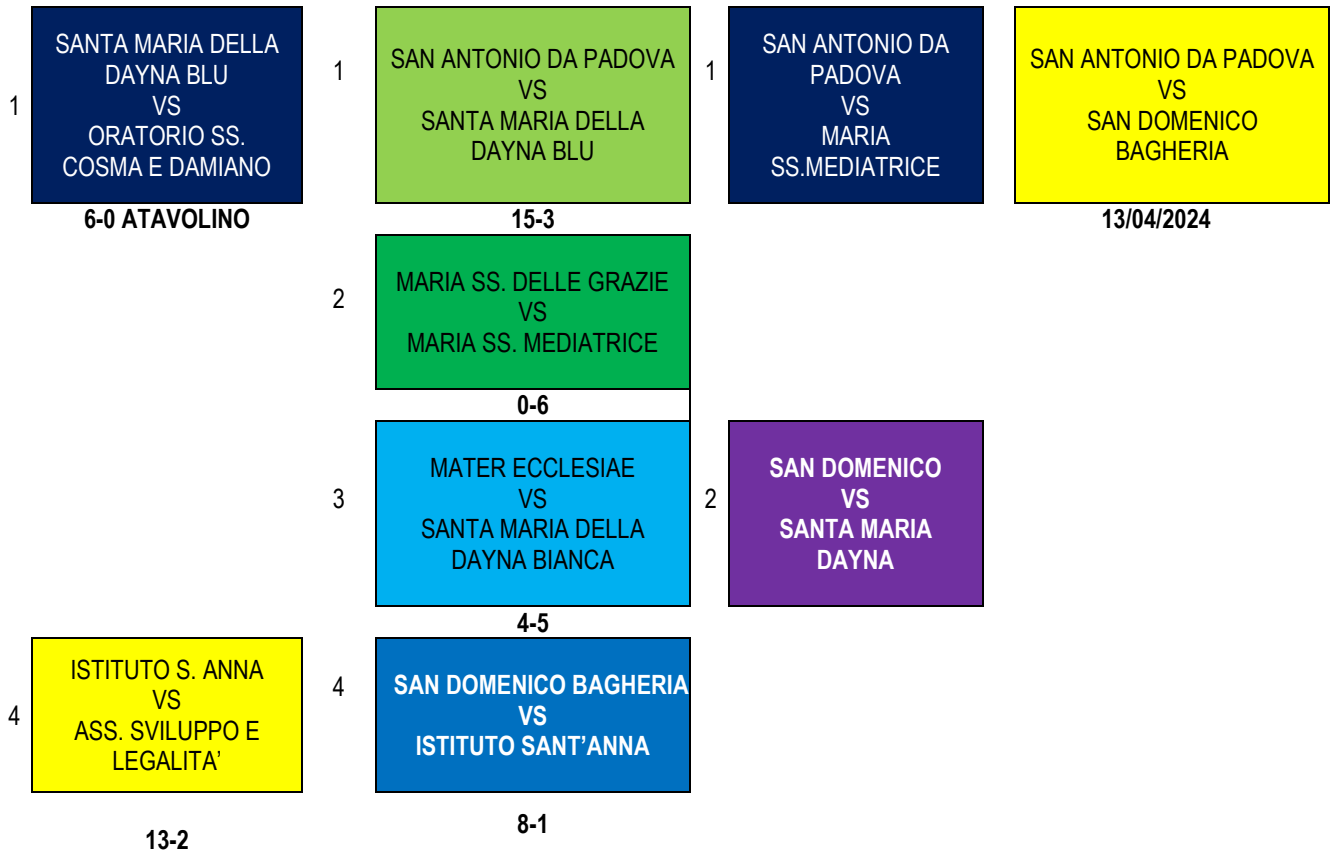 1
SANTA MARIA DELLA
DAYNA BLU
VS
ORATORIO SS.
COSMA E DAMIANO
6-0 ATAVOLINO
1
SAN ANTONIO DA PADOVA
VS
SANTA MARIA DELLA
DAYNA BLU
15-3
1
SAN ANTONIO DA
PADOVA
VS
MARIA
SS.MEDIATRICE
SAN ANTONIO DA PADOVA
VS
SAN DOMENICO
BAGHERIA
13/04/2024
2
MARIA SS. DELLE GRAZIE
VS
MARIA SS. MEDIATRICE
0-6
3
MATER ECCLESIAE
VS
SANTA MARIA DELLA
DAYNA BIANCA
4-5
2
SAN DOMENICO
VS
SANTA MARIA
DAYNA
4
ISTITUTO S. ANNA
VS
ASS. SVILUPPO E
LEGALITA’
13-2
4
SAN DOMENICO BAGHERIA
VS
ISTITUTO SANT’ANNA
8-1